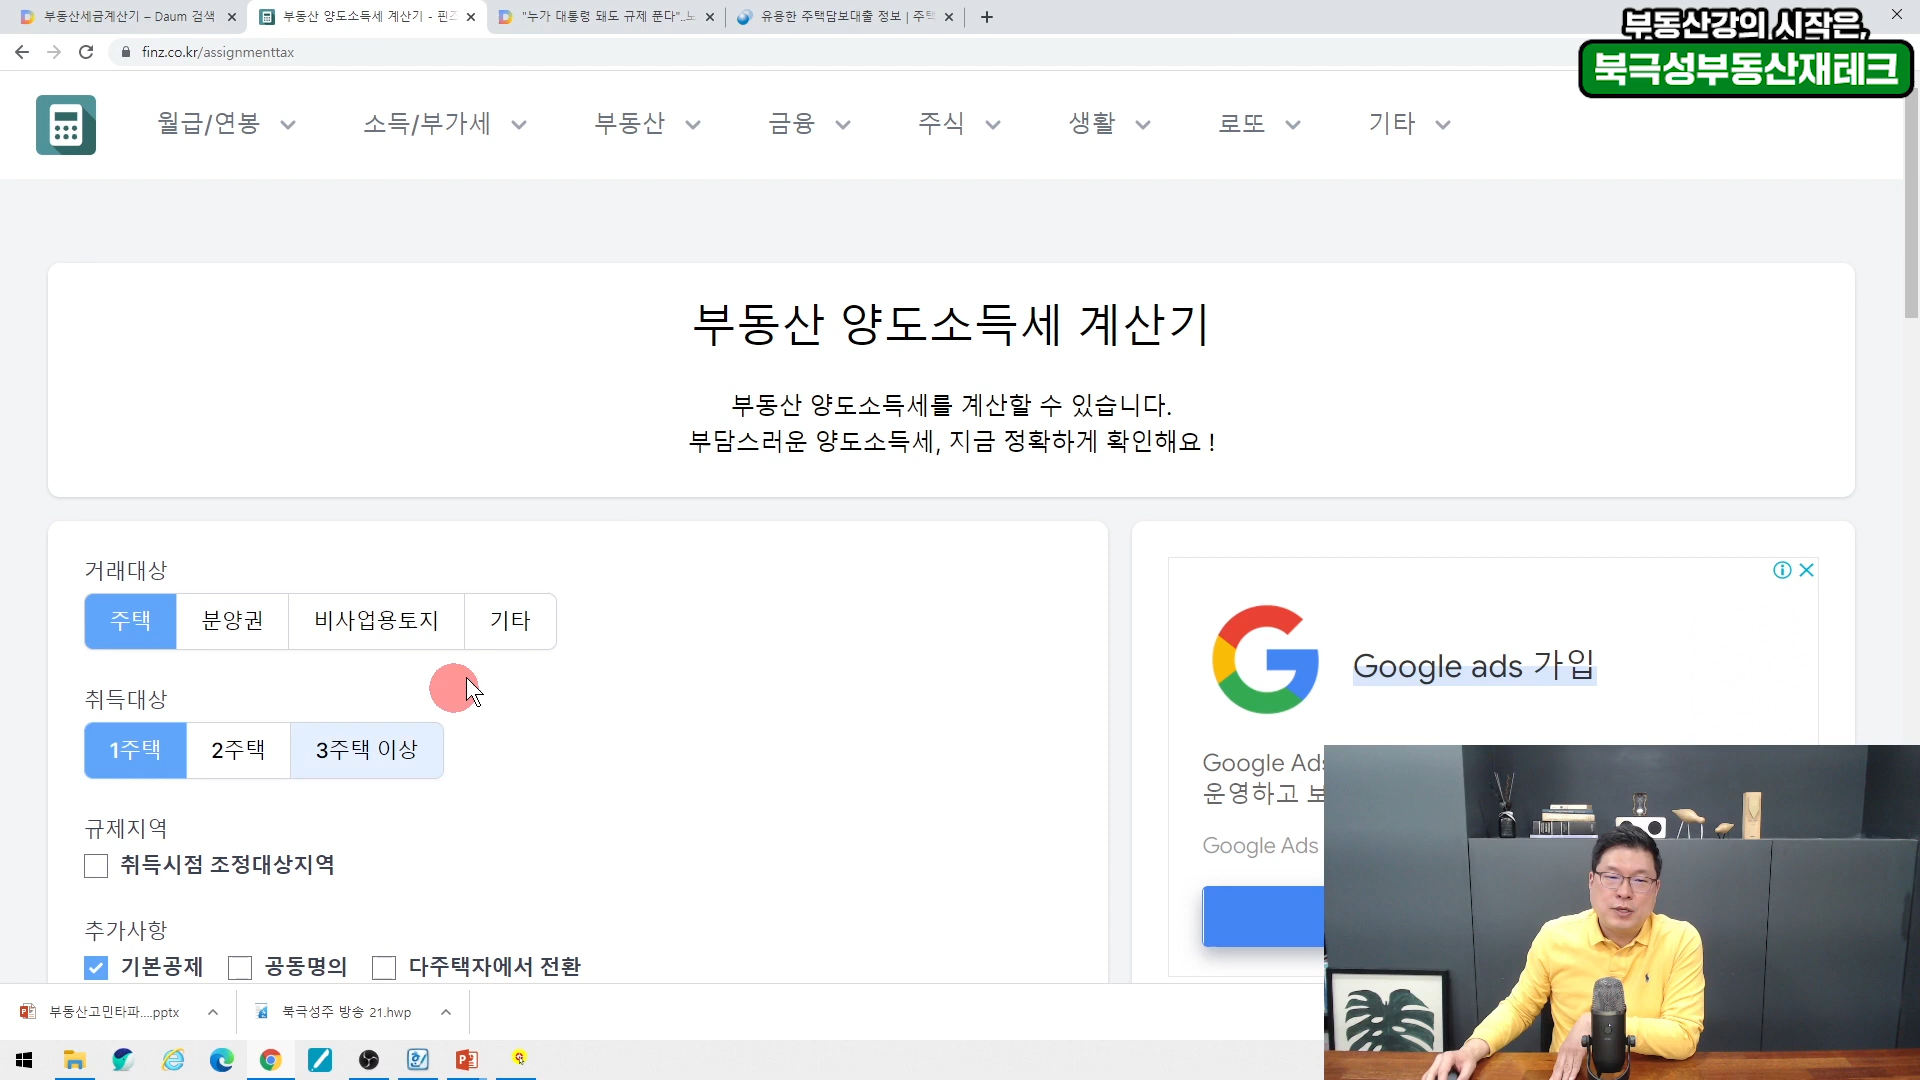 부동산세금계산기 – Daum 검색
부동산 양도소득세 계산기 - 핀즈
"누가 대통령 돼도 규제 푼다"..노
유용한 주택담보대출 정보 | 주택
부동산강의 시작은,
북극성부동산재테크
finz.co.kr/assignmenttax
월급/연봉
소득/부가세
부동산
금융
주식
생활
로또
기타
부동산 양도소득세 계산기
부동산 양도소득세를 계산할 수 있습니다.
부담스러운 양도소득세, 지금 정확하게 확인해요 !
거래대상
주택 분양권 비사업용토지 기타
취득대상
1주택 2주택 3주택 이상
규제지역
취득시점 조정대상지역
추가사항
기본공제 공동명의 다주택자에서 전환
Google ads 가입
Google Ads
운영하고 보
Google Ads
부동산고민타파....pptx
북극성주 방송 21.hwp